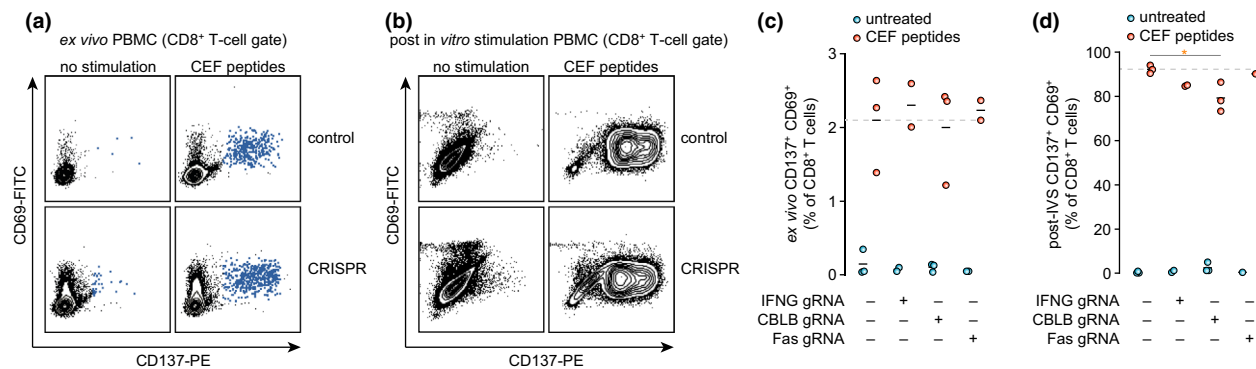 (a)
ex vivo PBMC (CD8+ T-cell gate)
no stimulation
CEF peptides
control
CRISPR
CD69-FITC
CD137-PE
(b)
post in vitro stimulation PBMC (CD8+ T-cell gate)
no stimulation
CEF peptides
control
CRISPR
CD137-PE
(c)
untreated
CEF peptides
ex vivo CD137+ CD69+
(% of CD8+ T cells)
3
2
1
0
IFNG gRNA – + – –
CBLB gRNA – – + –
Fas gRNA – – – +
(d)
untreated
CEF peptides
*
post-IVS CD137+ CD69+
(% of CD8+ T cells)
100
80
60
40
20
0
IFNG gRNA – + – –
CBLB gRNA – – + –
Fas gRNA – – – +